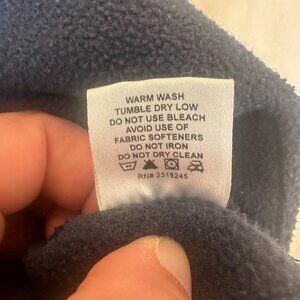 WARM WASH
TUMBLE DRY LOW
DO NOT USE BLEACH
AVOID USE OF
FABRIC SOFTENERS
DO NOT IRON
DO NOT DRY CLEAN
RN# 2318245